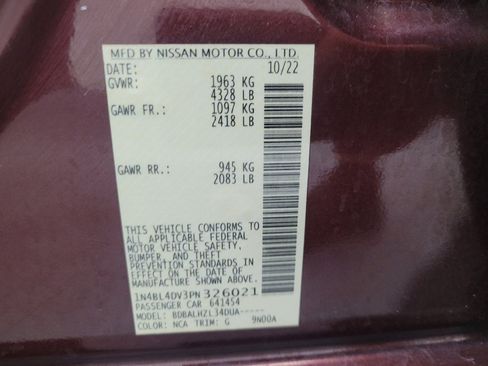 MFD BY NISSAN MOTOR CO., LTD.
DATE: 10/22
GVWR: 1963 KG
4328 LB
GAWR FR.: 1097 KG
2418 LB
GAWR RR.: 945 KG
2083 LB
THIS VEHICLE CONFORMS TO
ALL APPLICABLE FEDERAL
MOTOR VEHICLE SAFETY,
BUMPER, AND THEFT
PREVENTION STANDARDS
IN EFFECT ON THE DATE OF
MANUFACTURE SHOWN ABOVE.
1N4BL4DV3PN326021
PASSENGER CAR 641454
MODEL: BDBALHZL34DUA-----
COLOR: NCA TRIM: G 9N00A